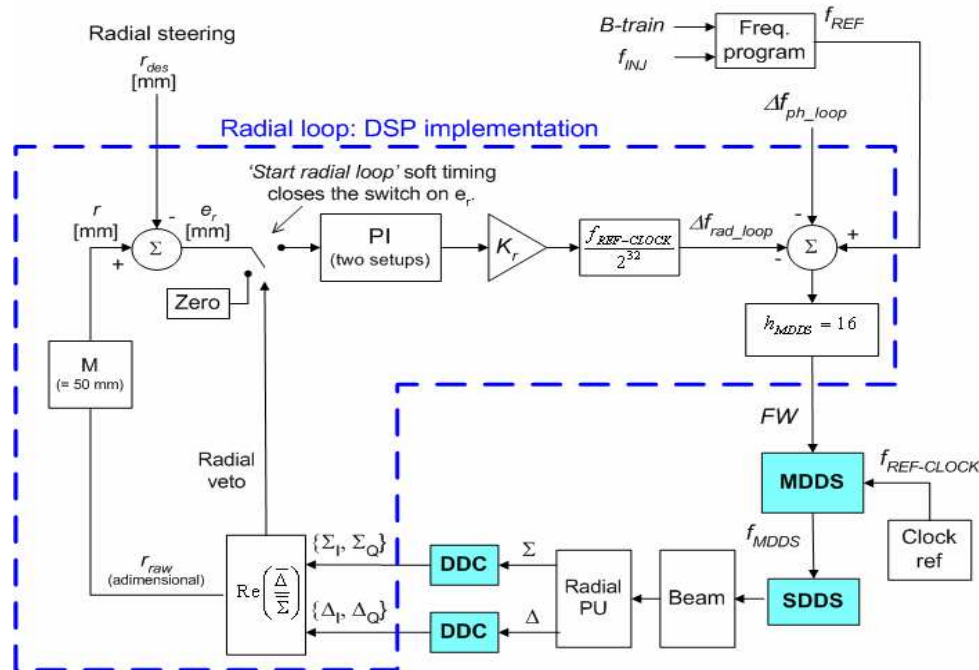 Radial steering
r_des
[mm]
B-train
f_INJ
Freq.
program
f_REF
Δf_ph_loop
Radial loop: DSP implementation
'Start radial loop' soft timing
closes the switch on e_r.
r
[mm]
e_r
[mm]
-
+
Σ
Zero
PI
(two setups)
K_r
f_REF-CLOCK
2^32
Δf_rad_loop
-
-
+
Σ
h_MDDS = 16
M
(= 50 mm)
FW
Radial
veto
MDDS
f_REF-CLOCK
Clock
ref
f_MDDS
SDDS
r_raw
(adimensional)
Re(Δ̅/Σ̿)
{Σ_I, Σ_Q}
{Δ_I, Δ_Q}
DDC
DDC
Σ
Δ
Radial
PU
Beam